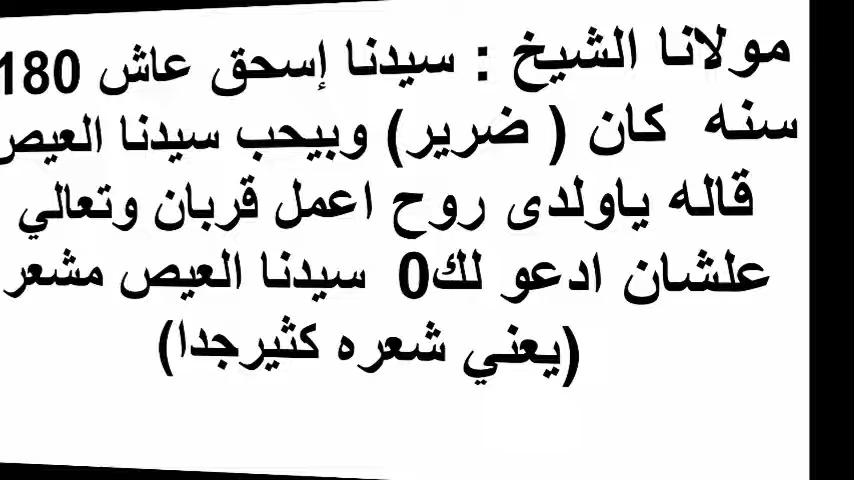 مولانا الشيخ : سيدنا إسحق عاش 180
سنه كان ( ضرير) وبيحب سيدنا العيص
قاله ياولدى روح اعمل قربان وتعالي
علشان ادعو لك0 سيدنا العيص مشعر
(يعني شعره كثيرجدا)